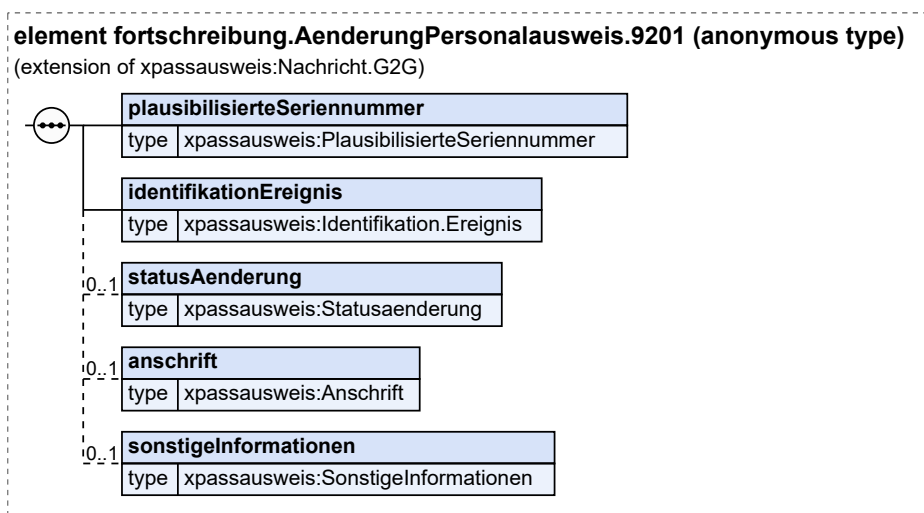 element fortschreibung.AenderungPersonalausweis.9201 (anonymous type)
(extension of xpassausweis:Nachricht.G2G)
plausibilisierteSeriennummer
type xpassausweis:PlausibilisierteSeriennummer
identifikationEreignis
type xpassausweis:Identifikation.Ereignis
0..1 statusAenderung
type xpassausweis:Statusaenderung
0..1 anschrift
type xpassausweis:Anschrift
0..1 sonstigeInformationen
type xpassausweis:SonstigeInformationen